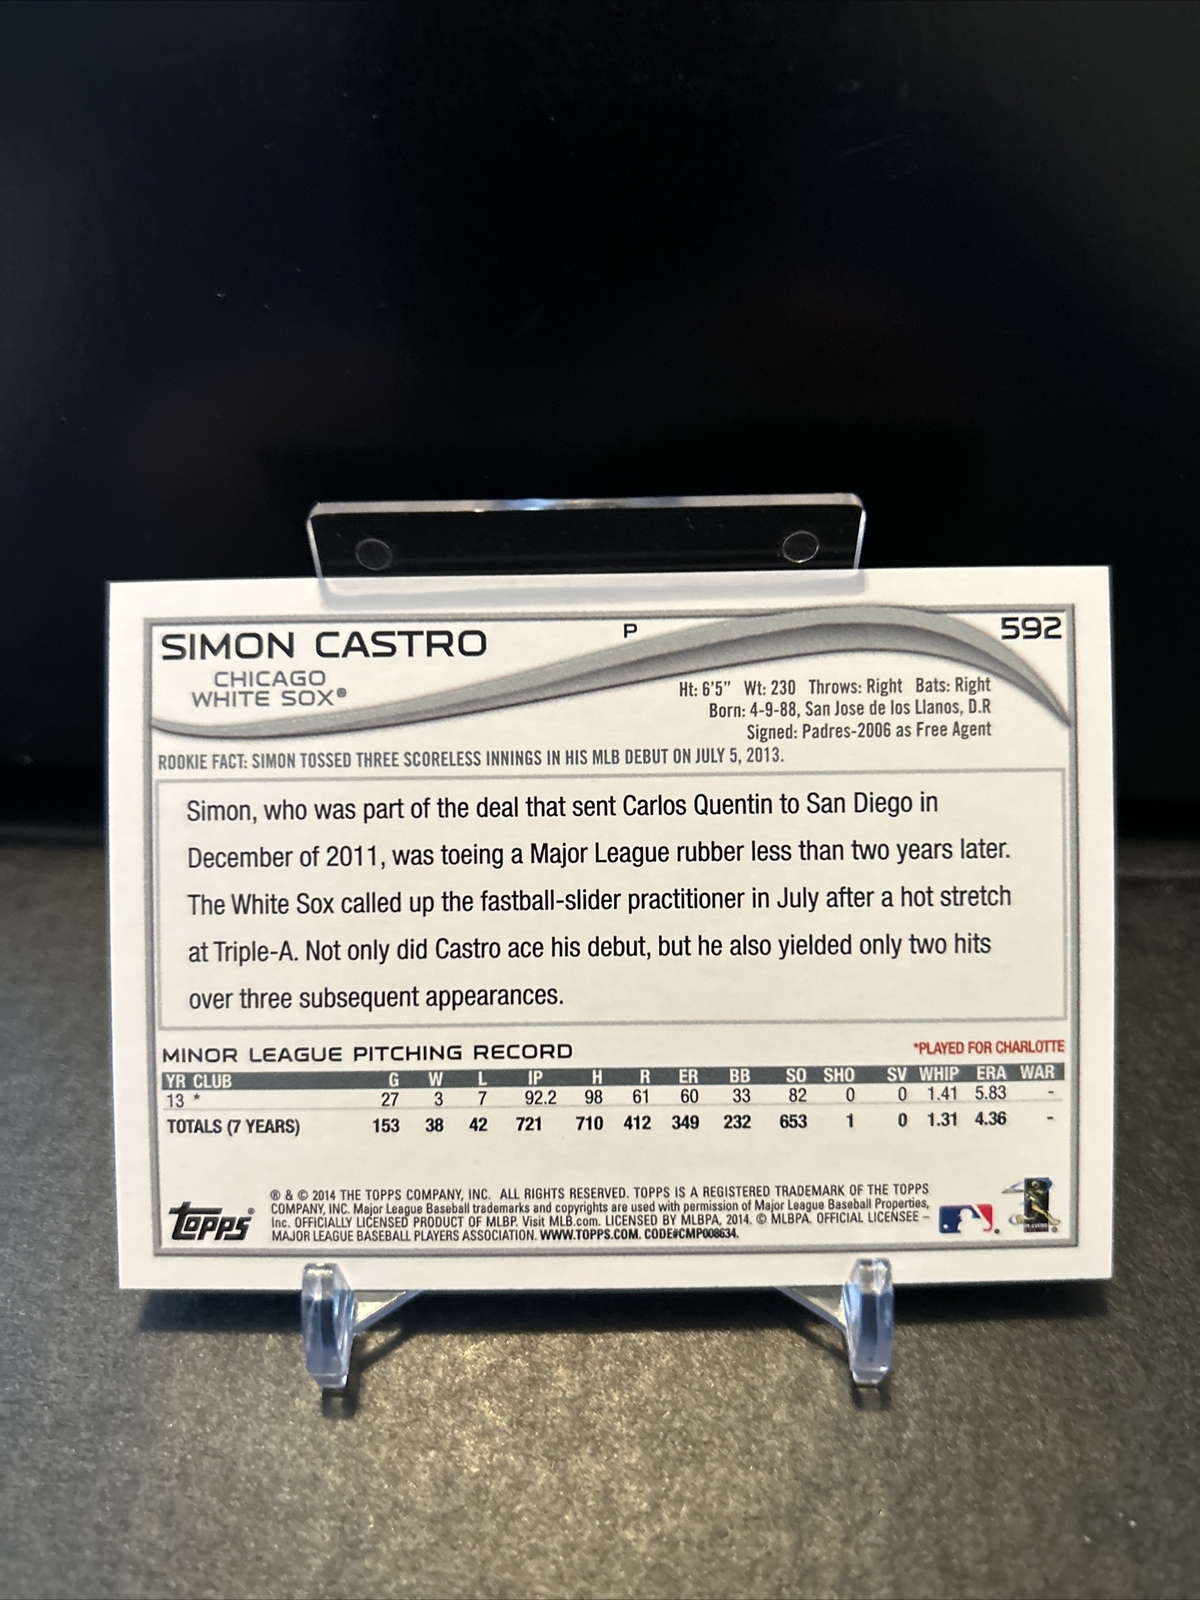 SIMON CASTRO P 592
CHICAGO
WHITE SOX®
Ht: 6'5" Wt: 230 Throws: Right Bats: Right
Born: 4-9-88, San Jose de los Llanos, D.R
Signed: Padres-2006 as Free Agent
ROOKIE FACT: SIMON TOSSED THREE SCORELESS INNINGS IN HIS MLB DEBUT ON JULY 5, 2013.
Simon, who was part of the deal that sent Carlos Quentin to San Diego in
December of 2011, was toeing a Major League rubber less than two years later.
The White Sox called up the fastball-slider practitioner in July after a hot stretch
at Triple-A. Not only did Castro ace his debut, but he also yielded only two hits
over three subsequent appearances.
MINOR LEAGUE PITCHING RECORD *PLAYED FOR CHARLOTTE
YR CLUB G W L IP H R ER BB SO SHO SV WHIP ERA WAR
13 * 27 3 7 92.2 98 61 60 33 82 0 0 1.41 5.83 -
TOTALS (7 YEARS) 153 38 42 721 710 412 349 232 653 1 0 1.31 4.36 -
Topps®
® & © 2014 THE TOPPS COMPANY, INC. ALL RIGHTS RESERVED. TOPPS IS A REGISTERED TRADEMARK OF THE TOPPS
COMPANY, INC. Major League Baseball trademarks and copyrights are used with permission of Major League Baseball Properties,
Inc. OFFICIALLY LICENSED PRODUCT OF MLBP. Visit MLB.com. LICENSED BY MLBPA, 2014. © MLBPA. OFFICIAL LICENSEE –
MAJOR LEAGUE BASEBALL PLAYERS ASSOCIATION. WWW.TOPPS.COM. CODE#CMP008634.